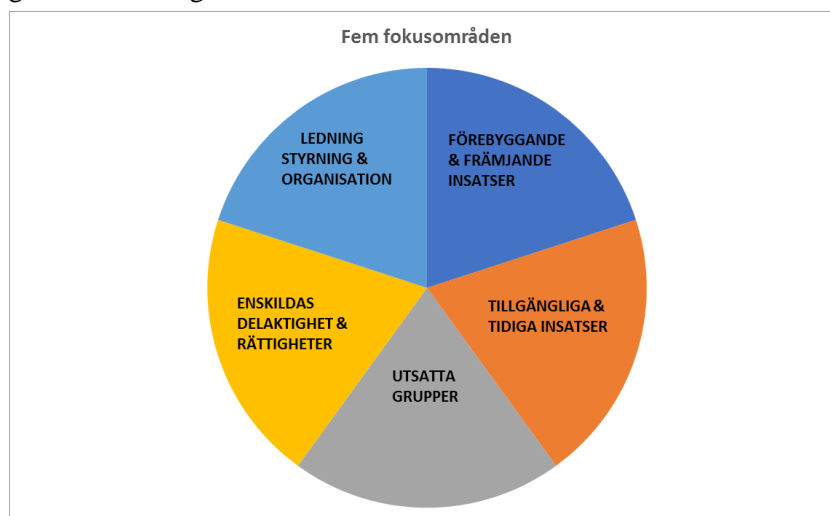 Fem fokusområden
LEDNING
STYRNING &
ORGANISATION
FÖREBYGGANDE
& FRÄMJANDE
INSATSER
ENSKILDAS
DELAKTIGHET &
RÄTTIGHETER
TILLGÄNGLIGA &
TIDIGA INSATSER
UTSATTA
GRUPPER